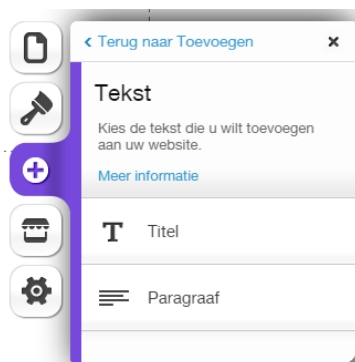 Terug naar Toevoegen
Tekst
Kies de tekst die u wilt toevoegen
aan uw website.
Meer informatie
T Titel
Paragraaf